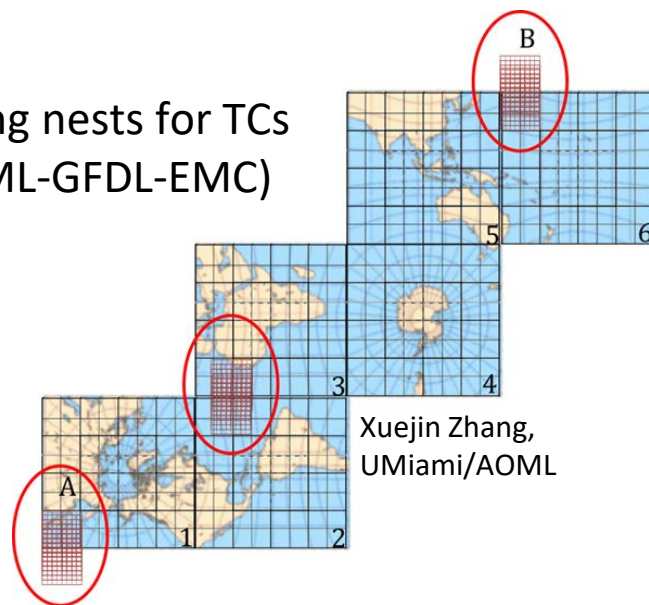 B
ng nests for TCs
ML-GFDL-EMC)
5
6
3
4
Xuejin Zhang,
UMiami/AOML
A
1
2